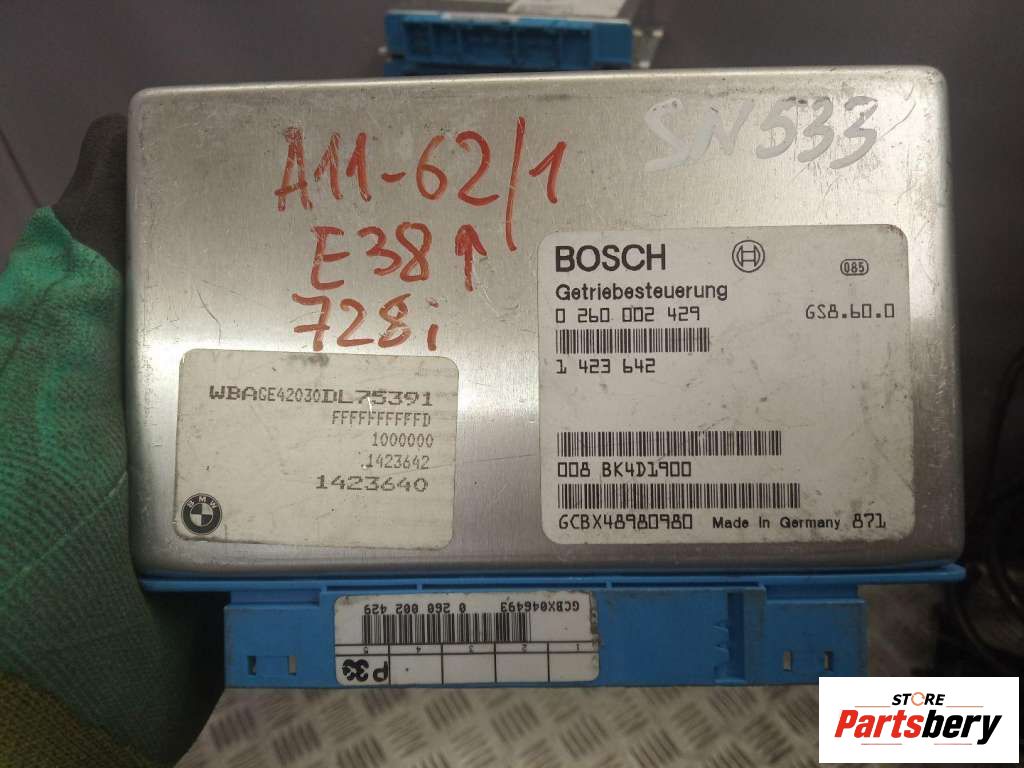 SN533
A11-62/1
E38↑
728i
BOSCH
085
Getriebesteuerung
0 260 002 429
GS8.60.0
1 423 642
WBAGE42030DL75391
FFFFFFFFFFD
1000000
1423642
1423640
BMW
008 BK4D1900
GCBX48980980 Made In Germany 871
GCBX046493 0 260 002 429
1 2 3 4 5
STORE
Partsbery